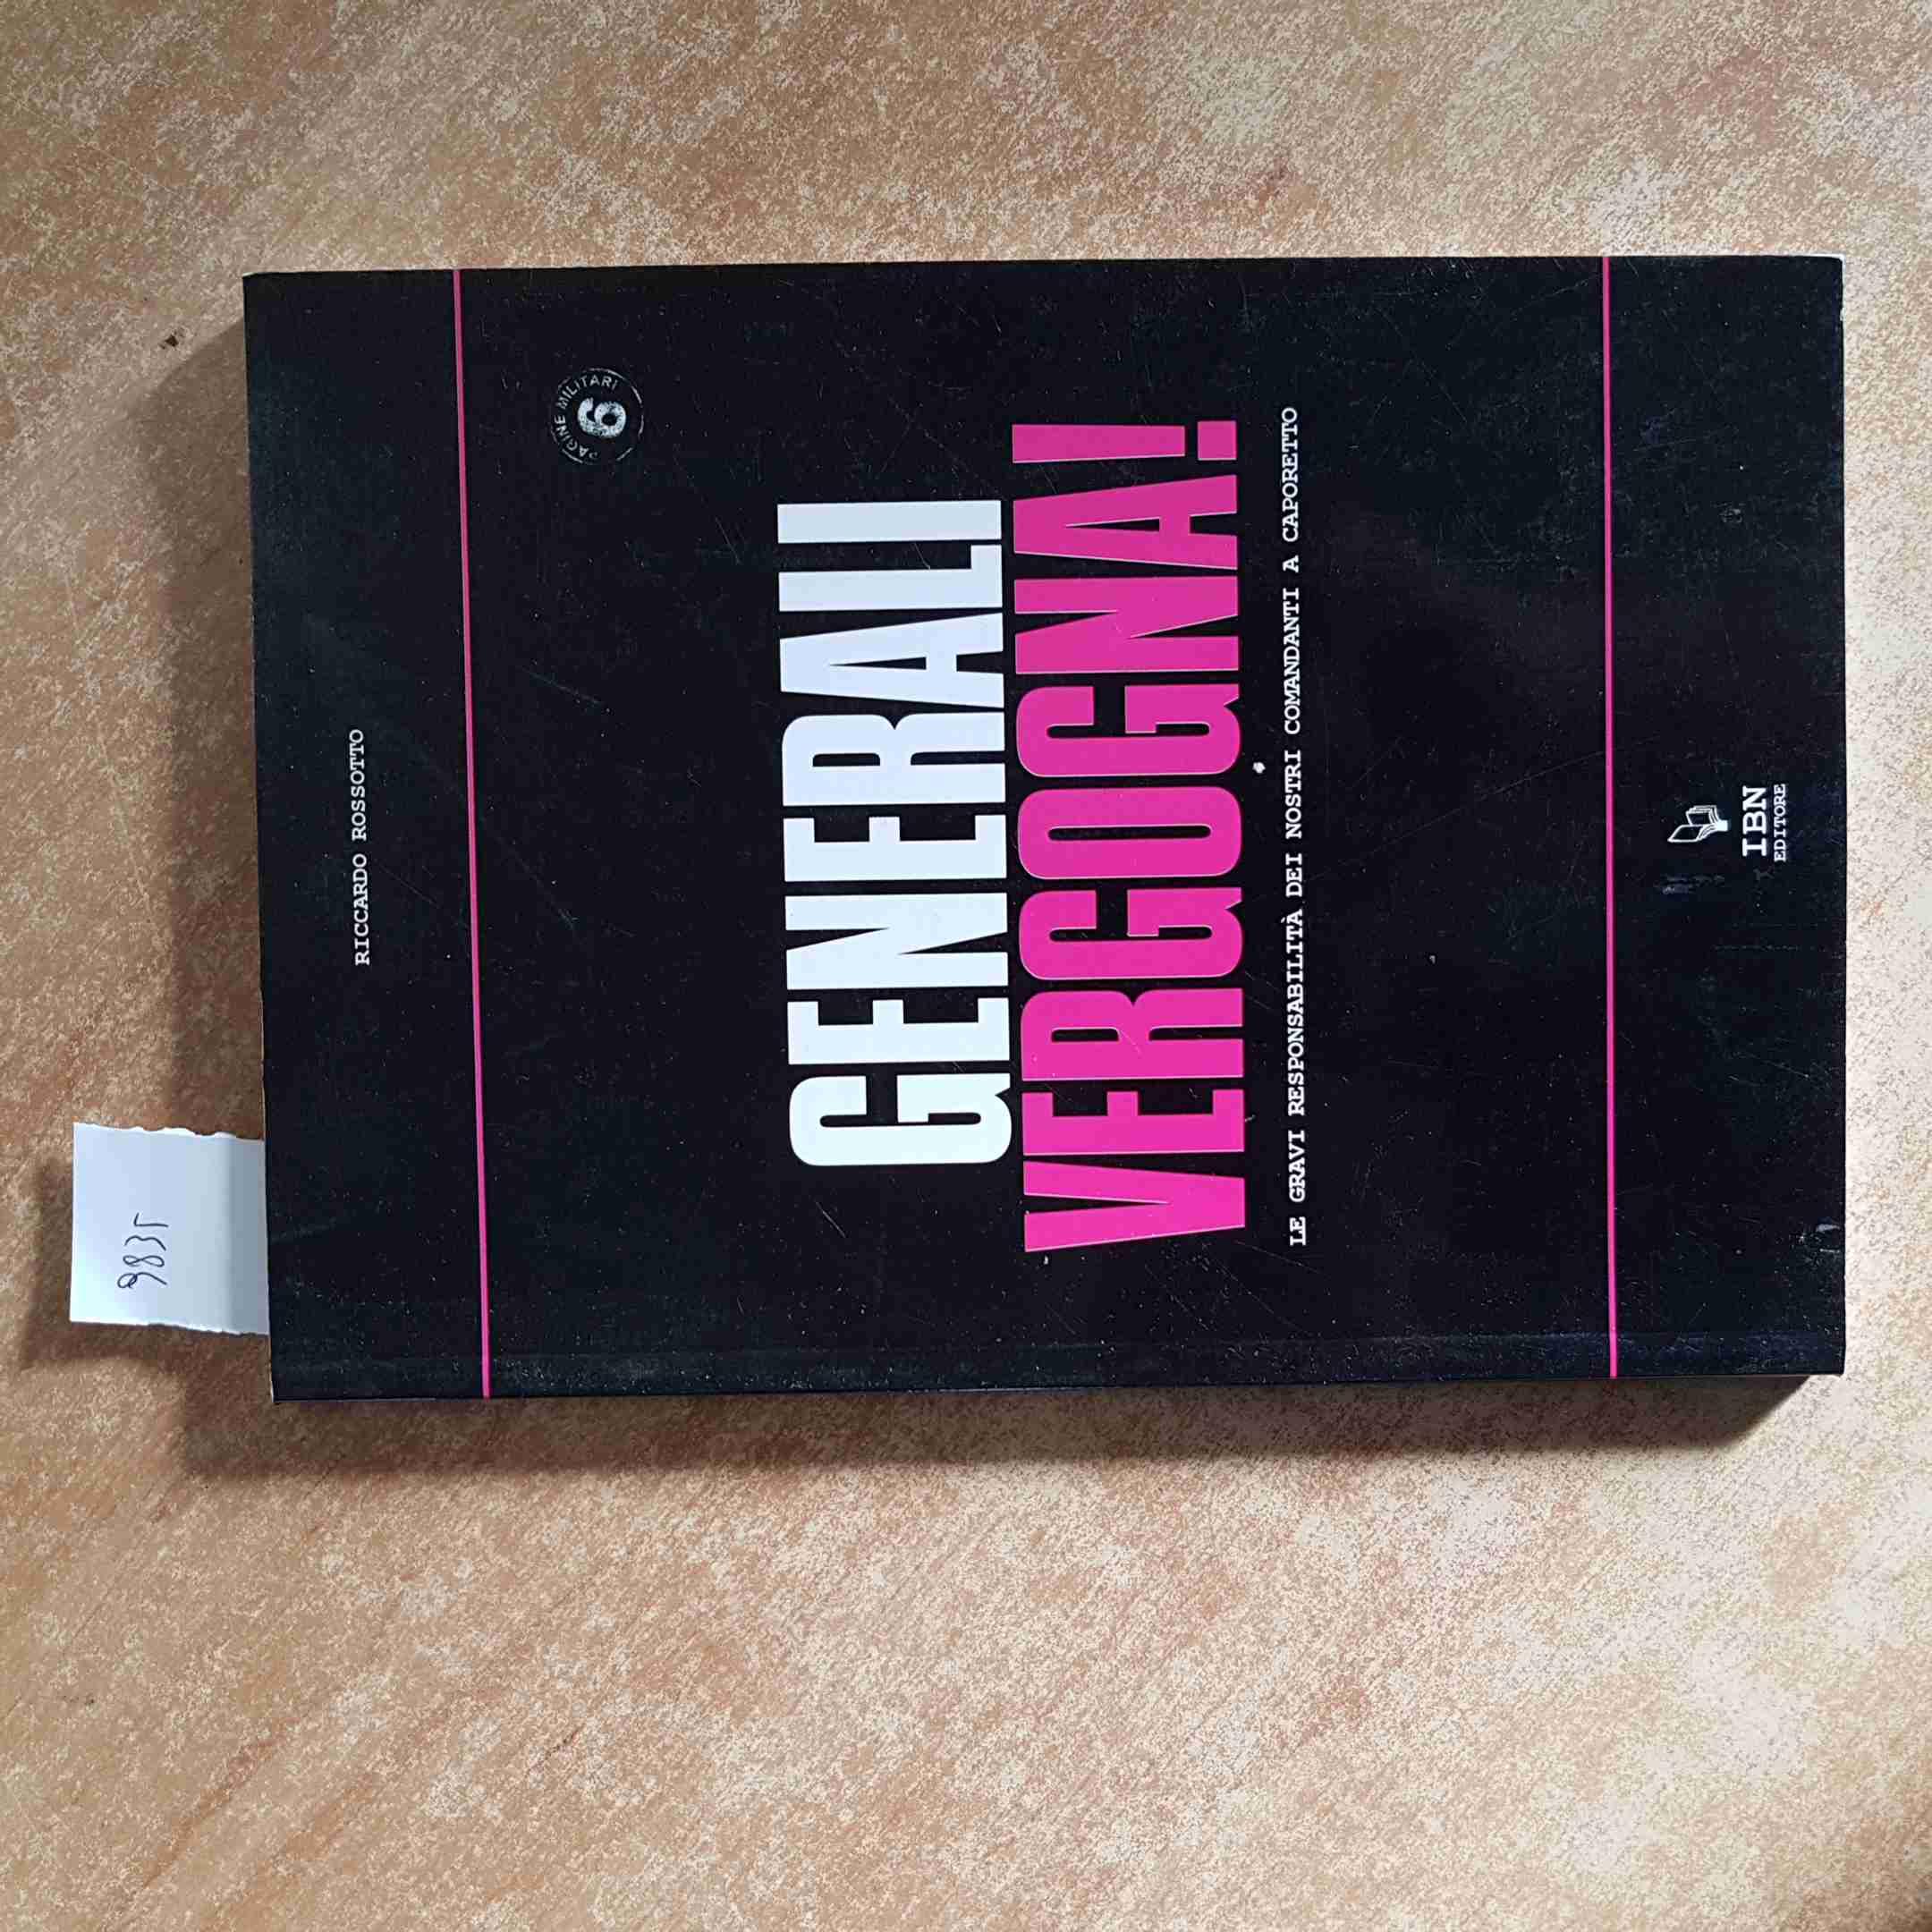 9835
RICCARDO ROSSOTTO
PAGINE MILITARI
6
GENERALI
VERGOGNA!
LE GRAVI RESPONSABILITÀ DEI NOSTRI COMANDANTI A CAPORETTO
IBN
EDITORE